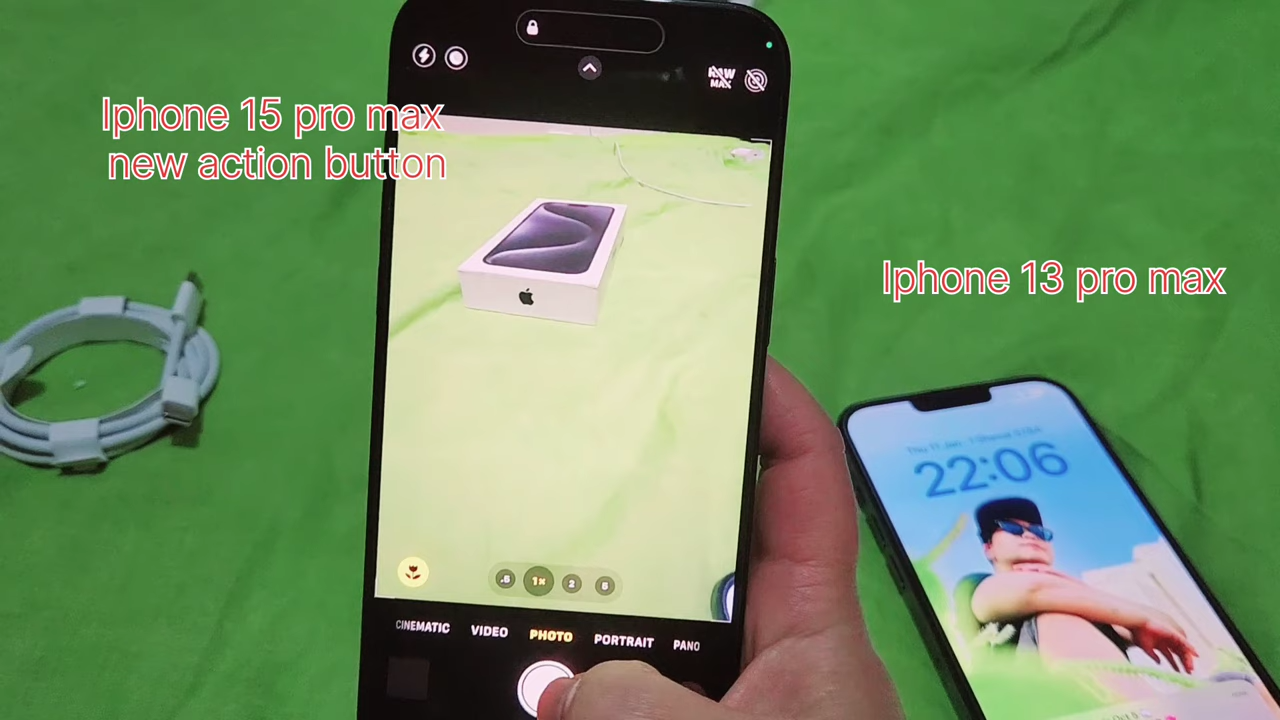 RAW
MAX
Iphone 15 pro max
new action button
Iphone 13 pro max
22:06
.5 1× 2 5
CINEMATIC VIDEO PHOTO PORTRAIT PANO